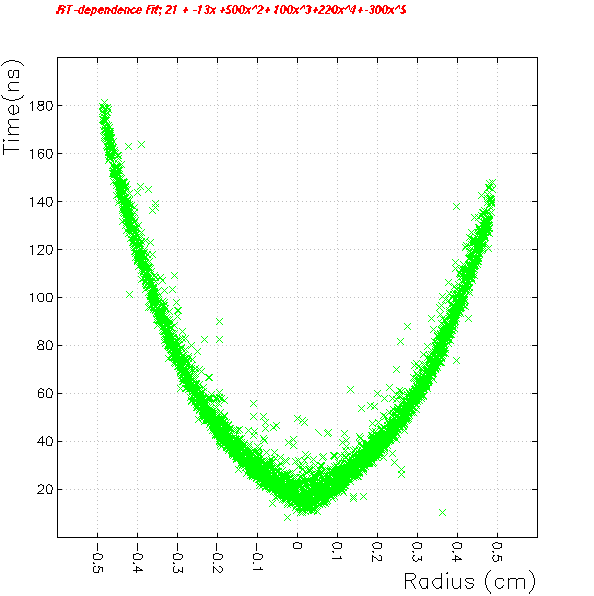 RT-dependence Fit; 21 + -13x +500x^2+ 100x^3+220x^4+-300x^5
Time(ns)
180
160
140
120
100
80
60
40
20
-0.5 -0.4 -0.3 -0.2 -0.1 0 0.1 0.2 0.3 0.4 0.5
Radius (cm)